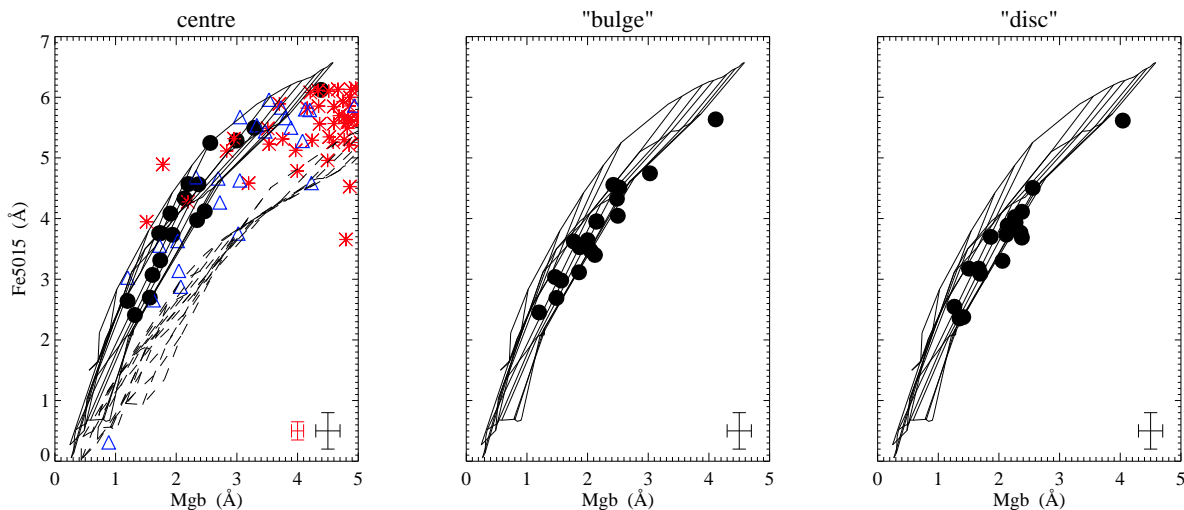 centre
"bulge"
"disc"
7
6
5
4
3
2
1
0
Fe5015 (Å)
0 1 2 3 4 5
0 1 2 3 4 5
0 1 2 3 4 5
Mgb (Å)
Mgb (Å)
Mgb (Å)